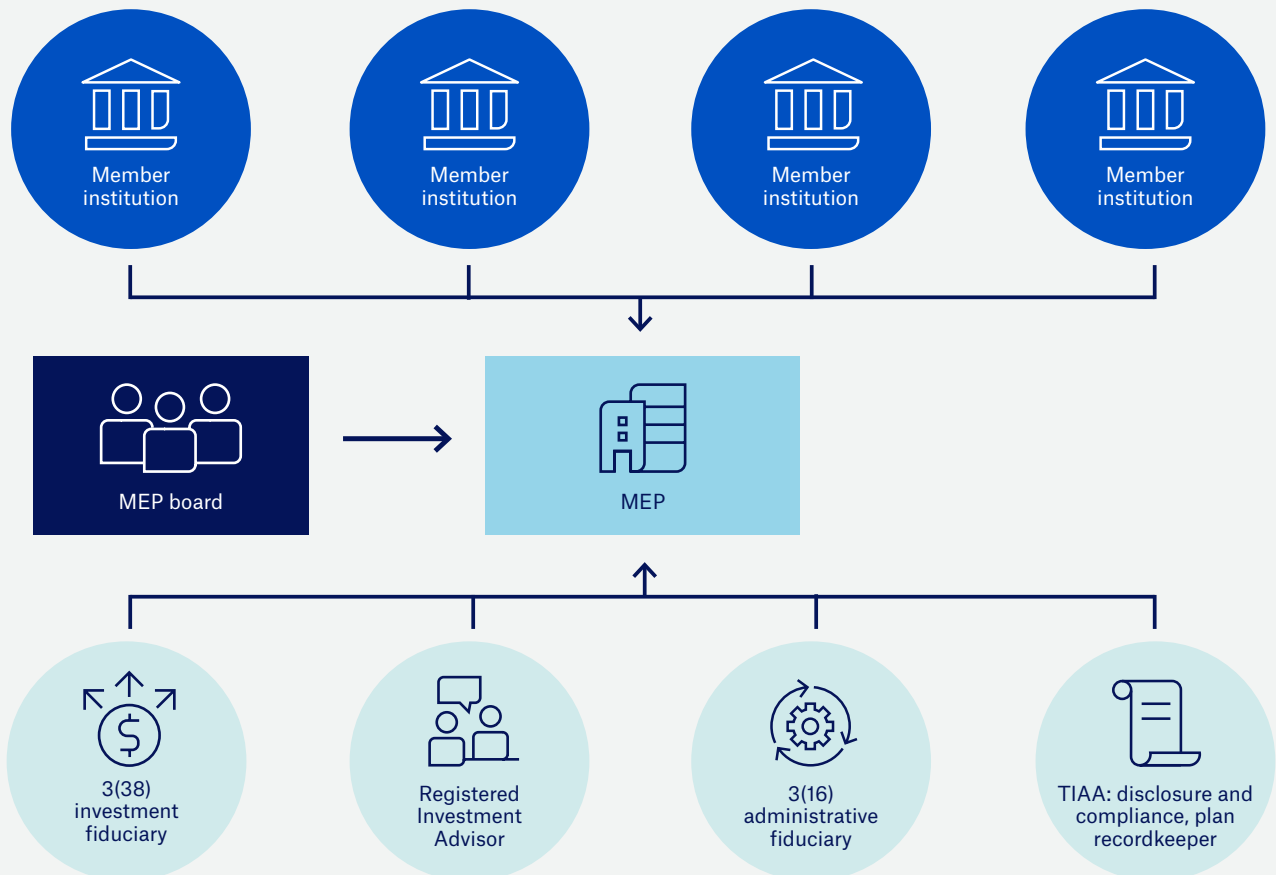 Member
institution
Member
institution
Member
institution
Member
institution
MEP board
MEP
3(38)
investment
fiduciary
Registered
Investment
Advisor
3(16)
administrative
fiduciary
TIAA: disclosure and
compliance, plan
recordkeeper